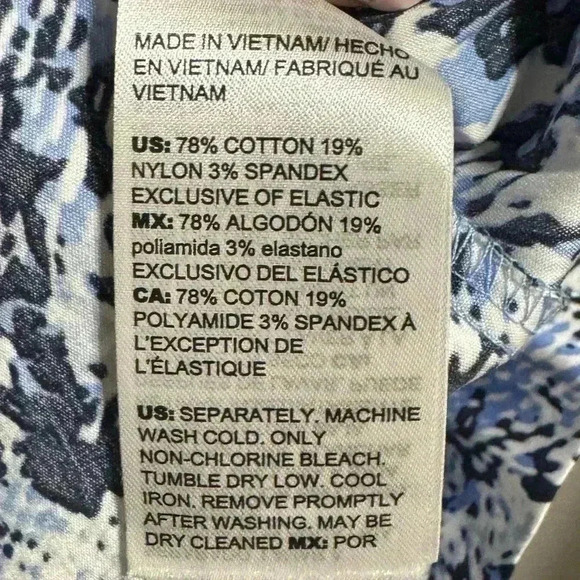 MADE IN VIETNAM/ HECHO
EN VIETNAM/ FABRIQUÉ AU
VIETNAM
US: 78% COTTON 19%
NYLON 3% SPANDEX
EXCLUSIVE OF ELASTIC
MX: 78% ALGODÓN 19%
poliamida 3% elastano
EXCLUSIVO DEL ELÁSTICO
CA: 78% COTON 19%
POLYAMIDE 3% SPANDEX À
L'EXCEPTION DE
L'ÉLASTIQUE
US: SEPARATELY. MACHINE
WASH COLD. ONLY
NON-CHLORINE BLEACH.
TUMBLE DRY LOW. COOL
IRON. REMOVE PROMPTLY
AFTER WASHING. MAY BE
DRY CLEANED MX: POR